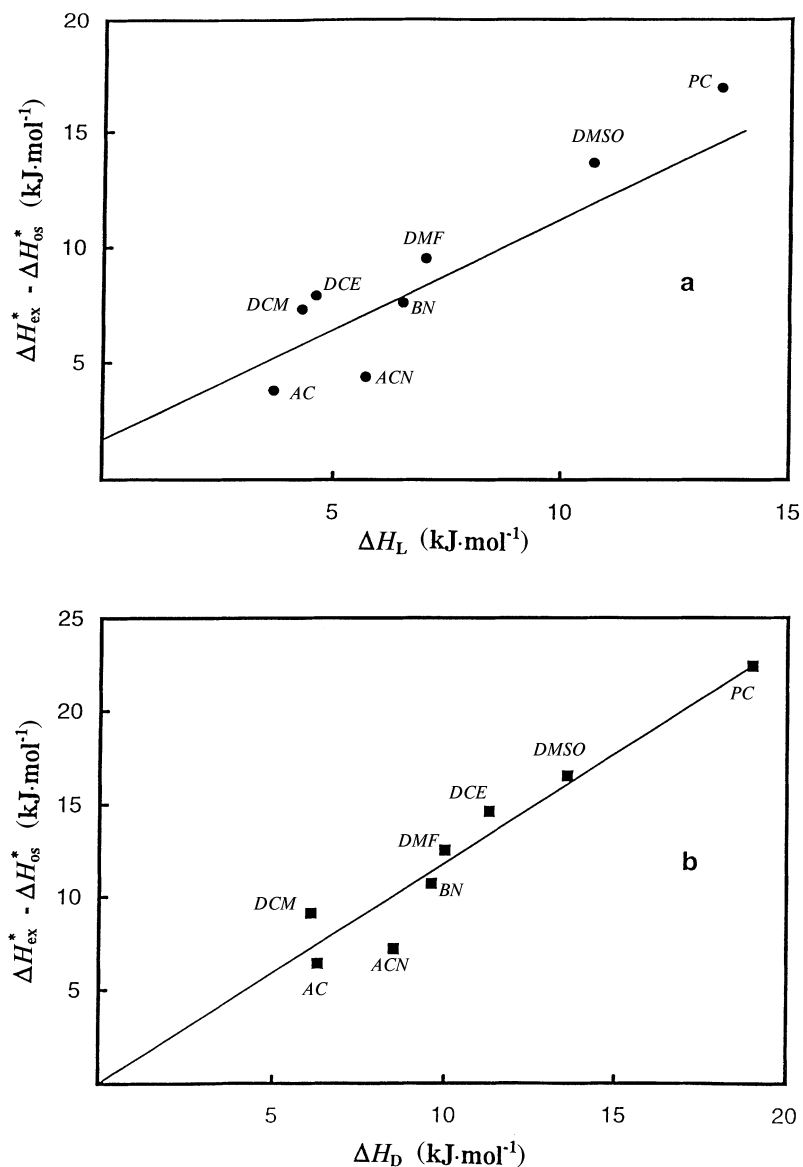 20
15
10
5
ΔH*ex - ΔH*os (kJ·mol-1)
PC
DMSO
DMF
DCE
DCM
BN
ACN
AC
a
5
10
15
ΔHL (kJ·mol-1)
25
20
15
10
5
ΔH*ex - ΔH*os (kJ·mol-1)
PC
DMSO
DCE
DMF
BN
DCM
ACN
AC
b
5
10
15
20
ΔHD (kJ·mol-1)